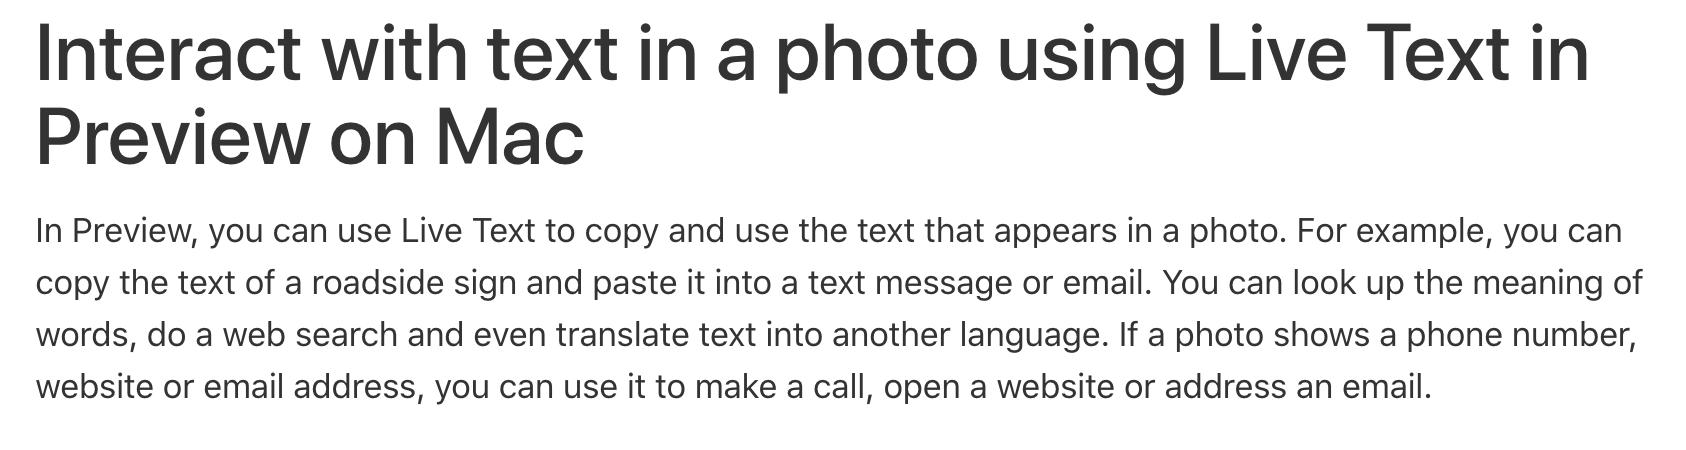 Interact with text in a photo using Live Text in
Preview on Mac
In Preview, you can use Live Text to copy and use the text that appears in a photo. For example, you can
copy the text of a roadside sign and paste it into a text message or email. You can look up the meaning of
words, do a web search and even translate text into another language. If a photo shows a phone number,
website or email address, you can use it to make a call, open a website or address an email.